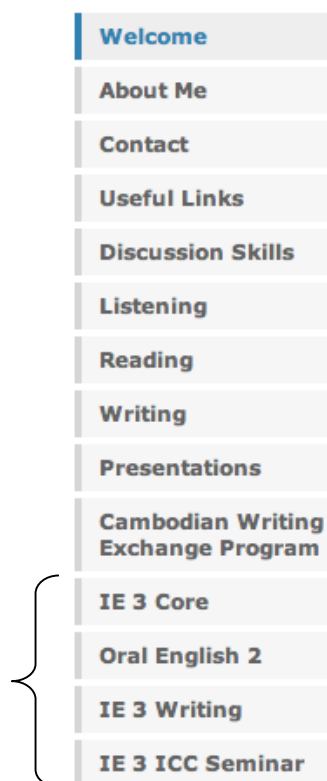 Welcome
About Me
Contact
Useful Links
Discussion Skills
Listening
Reading
Writing
Presentations
Cambodian Writing
Exchange Program
IE 3 Core
Oral English 2
IE 3 Writing
IE 3 ICC Seminar